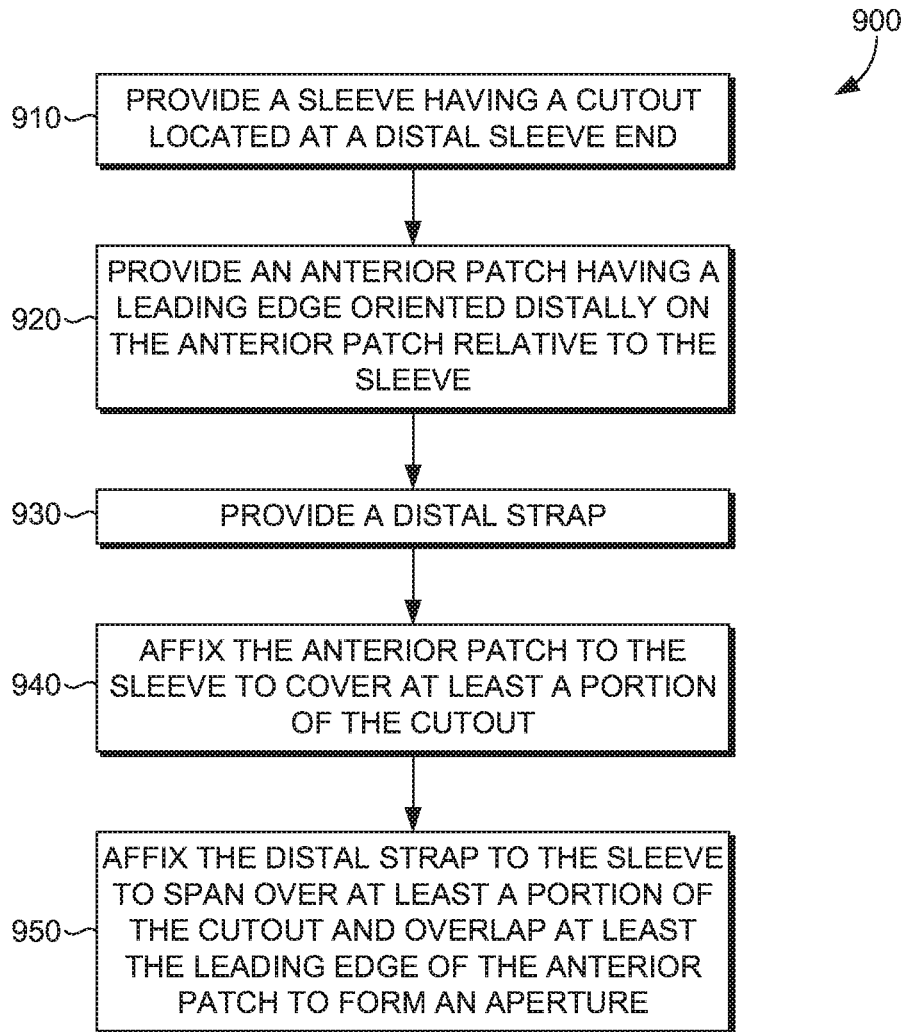 900
910
PROVIDE A SLEEVE HAVING A CUTOUT
LOCATED AT A DISTAL SLEEVE END
920
PROVIDE AN ANTERIOR PATCH HAVING A
LEADING EDGE ORIENTED DISTALLY ON
THE ANTERIOR PATCH RELATIVE TO THE
SLEEVE
930
PROVIDE A DISTAL STRAP
940
AFFIX THE ANTERIOR PATCH TO THE
SLEEVE TO COVER AT LEAST A PORTION
OF THE CUTOUT
950
AFFIX THE DISTAL STRAP TO THE SLEEVE
TO SPAN OVER AT LEAST A PORTION OF
THE CUTOUT AND OVERLAP AT LEAST
THE LEADING EDGE OF THE ANTERIOR
PATCH TO FORM AN APERTURE